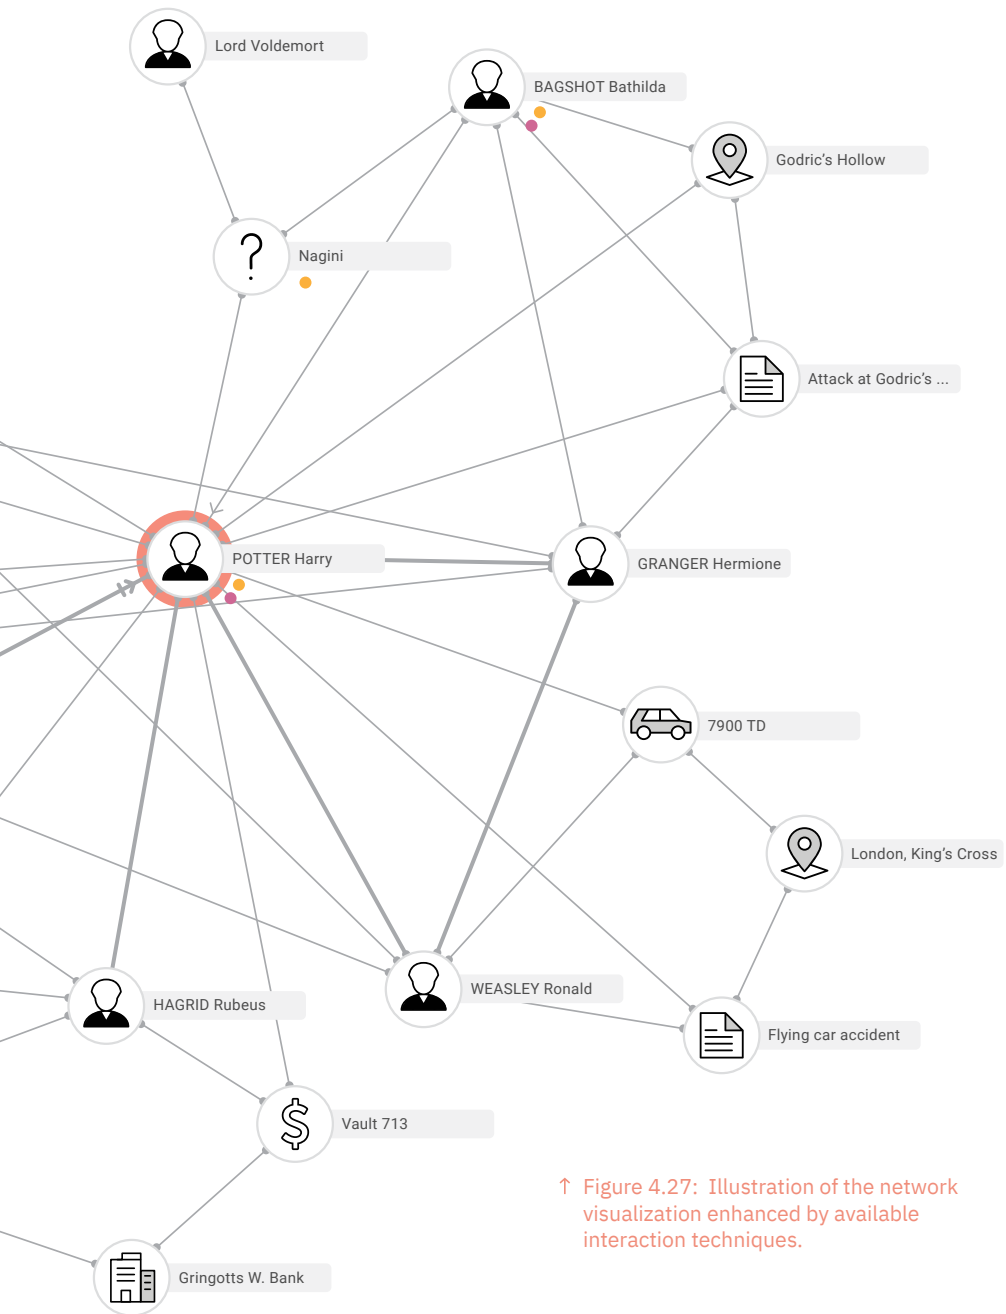 Lord Voldemort
BAGSHOT Bathilda
Godric’s Hollow
Nagini
Attack at Godric’s ...
POTTER Harry
GRANGER Hermione
7900 TD
London, King’s Cross
WEASLEY Ronald
HAGRID Rubeus
Flying car accident
Vault 713
↑ Figure 4.27: Illustration of the network
visualization enhanced by available
interaction techniques.
Gringotts W. Bank